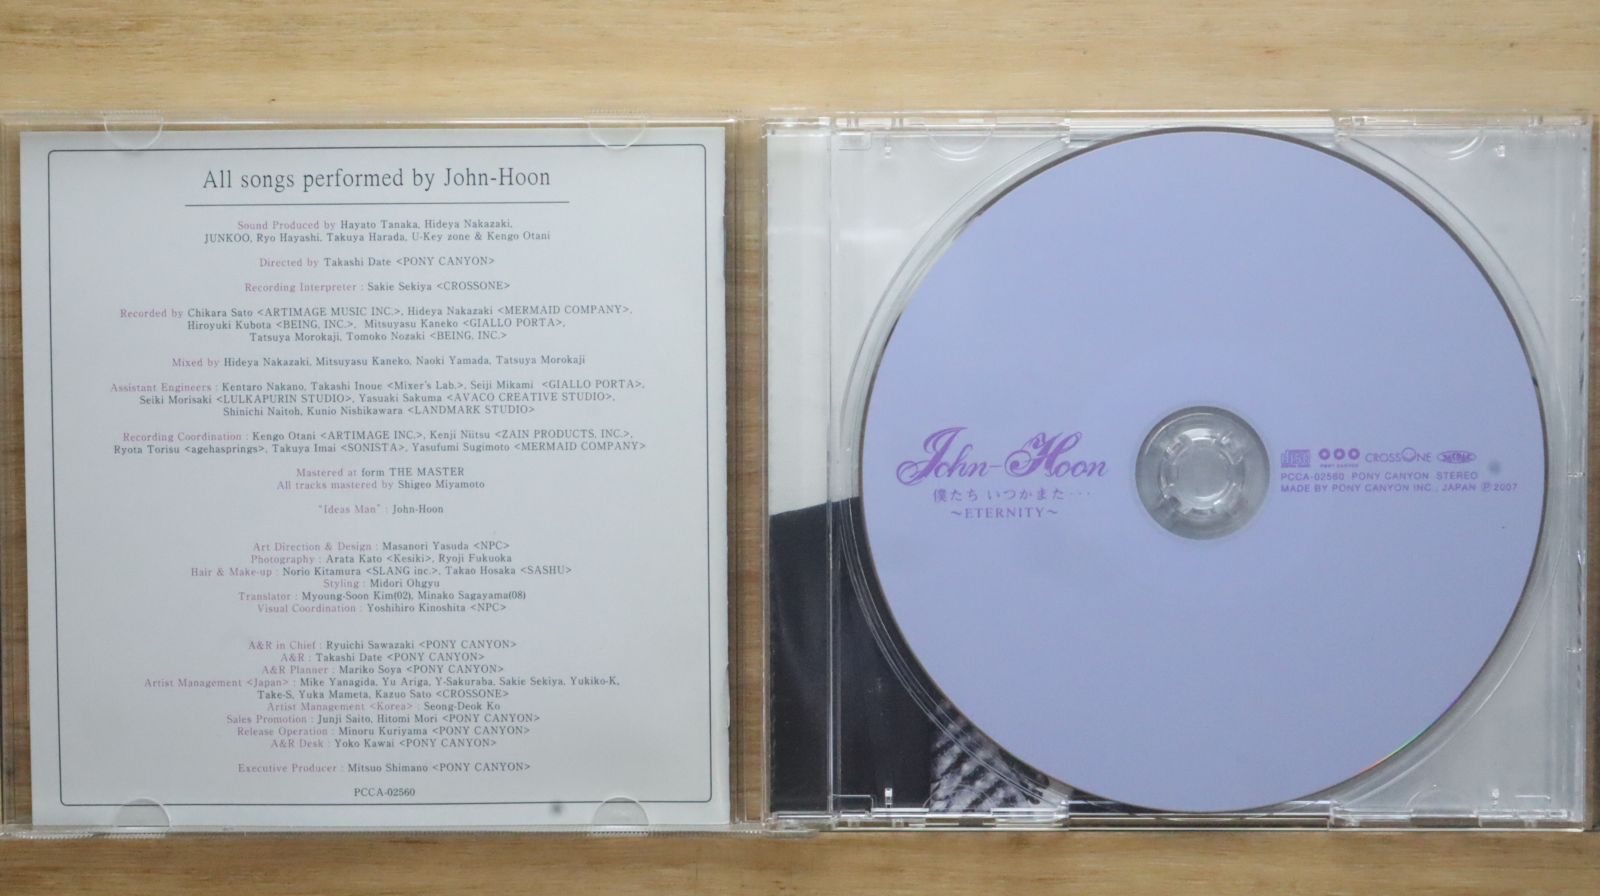 All songs performed by John-Hoon
Sound Produced by Hayato Tanaka, Hideya Nakazaki,
JUNKOO, Ryo Hayashi, Takuya Harada, U-Key zone & Kengo Otani
Directed by Takashi Date <PONY CANYON>
Recording Interpreter : Sakie Sekiya <CROSSONE>
Recorded by Chikara Sato <ARTIMAGE MUSIC INC.>, Hideya Nakazaki <MERMAID COMPANY>,
Hiroyuki Kubota <BEING, INC.>, Mitsuyasu Kaneko <GIALLO PORTA>,
Tatsuya Morokaji, Tomoko Nozaki <BEING, INC.>
Mixed by Hideya Nakazaki, Mitsuyasu Kaneko, Naoki Yamada, Tatsuya Morokaji
Assistant Engineers : Kentaro Nakano, Takashi Inoue <Mixer's Lab.>, Seiji Mikami <GIALLO PORTA>,
Seiki Morisaki <LULKAPURIN STUDIO>, Yasuaki Sakuma <AVACO CREATIVE STUDIO>,
Shinichi Naitoh, Kunio Nishikawara <LANDMARK STUDIO>
Recording Coordination : Kengo Otani <ARTIMAGE INC.>, Kenji Niitsu <ZAIN PRODUCTS, INC.>,
Ryota Torisu <agehasprings>, Takuya Imai <SONISTA>, Yasufumi Sugimoto <MERMAID COMPANY>
Mastered at form THE MASTER
All tracks mastered by Shigeo Miyamoto
"Ideas Man" : John-Hoon
Art Direction & Design : Masanori Yasuda <NPC>
Photography : Arata Kato <Kesiki>, Ryoji Fukuoka
Hair & Make-up : Norio Kitamura <SLANG inc.>, Takao Hosaka <SASHU>
Styling : Midori Ohgyu
Translator : Myoung-Soon Kim(02), Minako Sagayama(08)
Visual Coordination : Yoshihiro Kinoshita <NPC>
A&R in Chief : Ryuichi Sawazaki <PONY CANYON>
A&R : Takashi Date <PONY CANYON>
A&R Planner : Mariko Soya <PONY CANYON>
Artist Management <Japan> : Mike Yanagida, Yu Ariga, Y-Sakuraba, Sakie Sekiya, Yukiko-K,
Take-S, Yuka Mameta, Kazuo Sato <CROSSONE>
Artist Management <Korea> : Seong-Deok Ko
Sales Promotion : Junji Saito, Hitomi Mori <PONY CANYON>
Release Operation : Minoru Kuriyama <PONY CANYON>
A&R Desk : Yoko Kawai <PONY CANYON>
Executive Producer : Mitsuo Shimano <PONY CANYON>
PCCA-02560
John-Hoon
僕たち いつかまた···
～ETERNITY～
PONY CANYON CROSSONE
PCCA-02560 PONY CANYON STEREO
MADE BY PONY CANYON INC., JAPAN Ⓟ2007